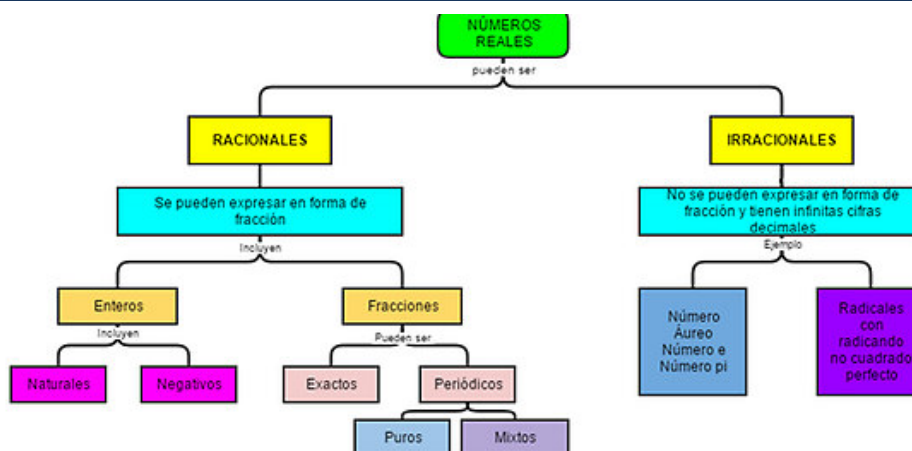 NÚMEROS
REALES
pueden ser
RACIONALES
IRRACIONALES
Se pueden expresar en forma de
fracción
No se pueden expresar en forma de
fracción y tienen infinitas cifras
decimales
Incluyen
Ejemplo
Enteros
Fracciones
Número
Áureo
Número e
Número pi
Radicales
con
radicando
no cuadrado
perfecto
Incluyen
Pueden ser
Naturales
Negativos
Exactos
Periódicos
Puros
Mixtos